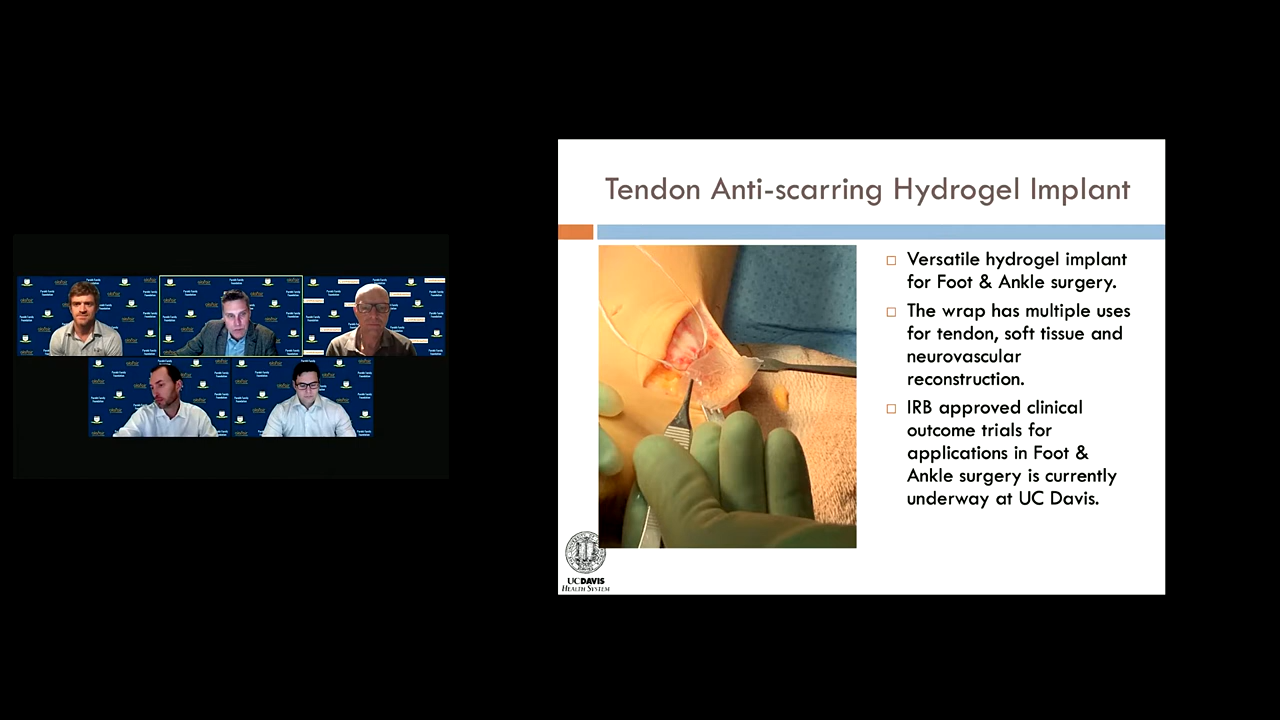 Tendon Anti-scarring Hydrogel Implant
Versatile hydrogel implant
for Foot & Ankle surgery.
The wrap has multiple uses
for tendon, soft tissue and
neurovascular
reconstruction.
IRB approved clinical
outcome trials for
applications in Foot &
Ankle surgery is currently
underway at UC Davis.
UCDAVIS
HEALTH SYSTEM